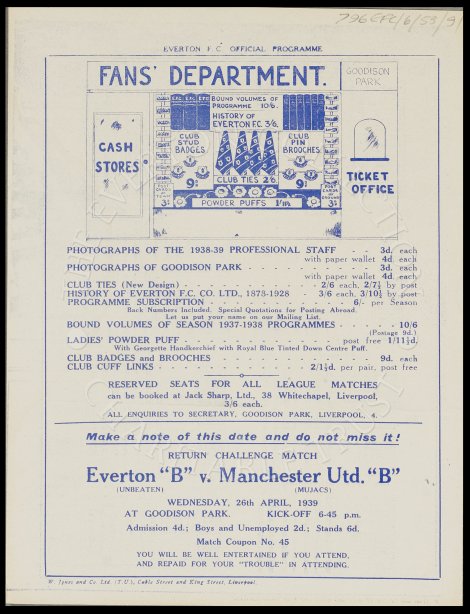 796 EFC/6/53/9/
EVERTON F.C. OFFICIAL PROGRAMME
FANS' DEPARTMENT.
GOODISON PARK
BOUND VOLUMES OF PROGRAMME 10/6.
HISTORY OF EVERTON F.C. 3/6.
CLUB STUD BADGES
CLUB PIN BROOCHES
CASH STORES
TICKET OFFICE
CLUB TIES 2/6
9D
9D
3D
POWDER PUFFS
3D
PHOTOGRAPHS OF THE 1938-39 PROFESSIONAL STAFF - - 3d. each
with paper wallet 4d. each
PHOTOGRAPHS OF GOODISON PARK - - - - - 3d. each
with paper wallet 4d. each
CLUB TIES (New Design) - - - - - 2/6 each. 2/7½ by post
HISTORY OF EVERTON F.C. CO. LTD., 1878-1928 3/6 each. 3/10½ by post
PROGRAMME SUBSCRIPTION - - - - - 6/- per Season
Back Numbers Included. Special Quotations for Posting Abroad.
Let us put your name on our Mailing List.
BOUND VOLUMES OF SEASON 1937-1938 PROGRAMMES - - 10/6
(Postage 9d.)
LADIES' POWDER PUFF - - - - post free 1/11½d.
With Georgette Handkerchief with Royal Blue Tinted Down Centre Puff.
CLUB BADGES and BROOCHES - - - - - 9d. each
CLUB CUFF LINKS - - - - 2/1½d. per pair, post free
RESERVED SEATS FOR ALL LEAGUE MATCHES
can be booked at Jack Sharp, Ltd., 38 Whitechapel, Liverpool,
3/6 each.
ALL ENQUIRIES TO SECRETARY, GOODISON PARK, LIVERPOOL, 4.
Make a note of this date and do not miss it!
RETURN CHALLENGE MATCH
Everton "B" v. Manchester Utd. "B"
(UNBEATEN) (MUJACS)
WEDNESDAY, 26th APRIL, 1939
AT GOODISON PARK. KICK-OFF 6-45 p.m.
Admission 4d.; Boys and Unemployed 2d.; Stands 6d.
Match Coupon No. 45
YOU WILL BE WELL ENTERTAINED IF YOU ATTEND,
AND REPAID FOR YOUR "TROUBLE" IN ATTENDING.
W. Jones and Co. Ltd. (T.U.), Cable Street and King Street, Liverpool.